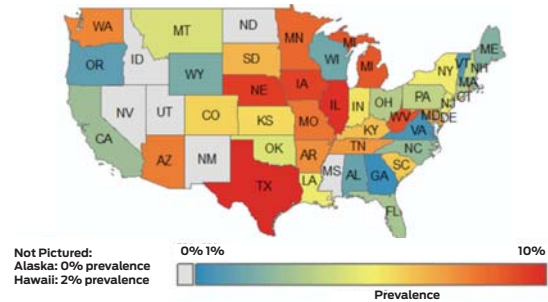 WA
MT
ND
MN
ME
OR
ID
SD
WI
MI
MI
VT
NH
NY
MA
CT
WY
NE
IA
IL
IN
OH
PA
NJ
NV
UT
CO
KS
MO
KY
WV
MD
DE
VA
CA
AZ
NM
OK
AR
TN
NC
SC
TX
LA
MS
AL
GA
FL
Not Pictured:
Alaska: 0% prevalence
Hawaii: 2% prevalence
0% 1%
10%
Prevalence